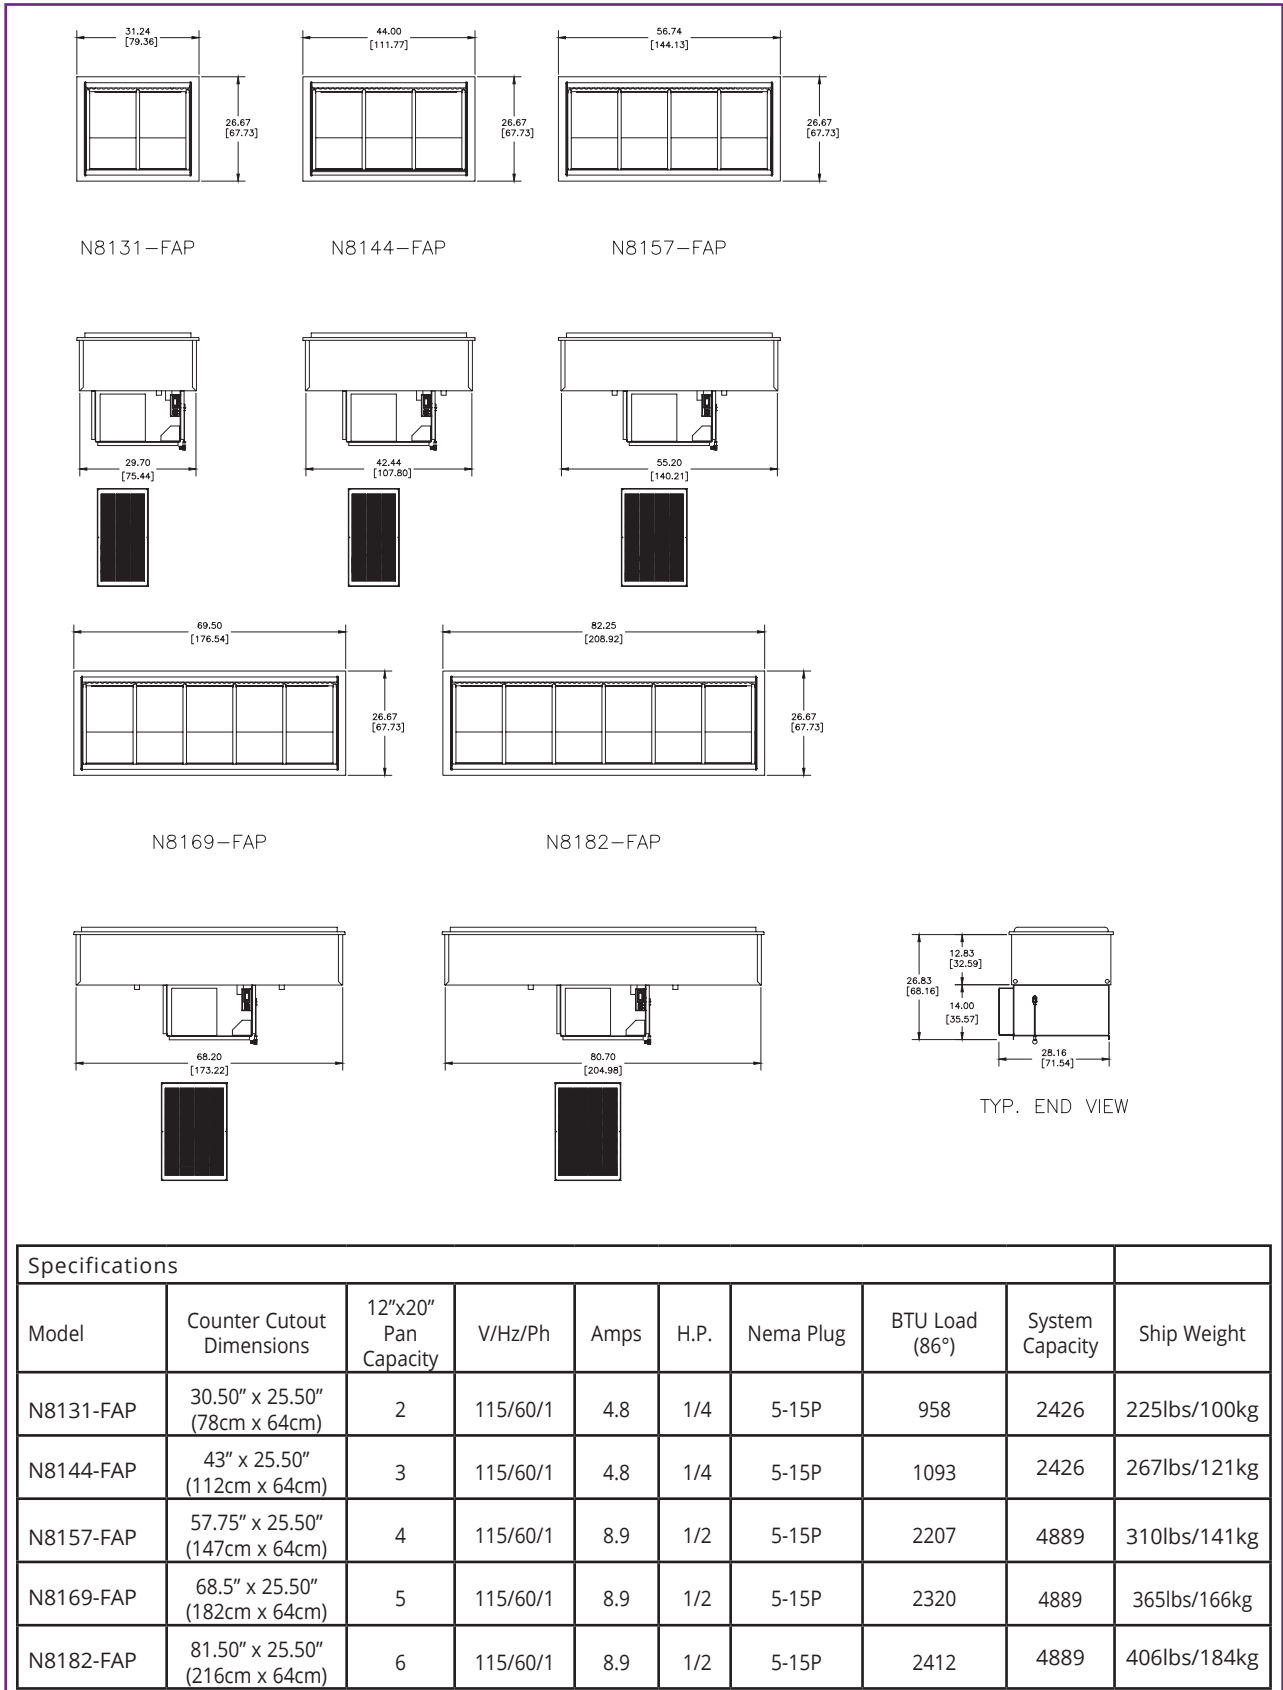 31.24
[79.36]
44.00
[111.77]
56.74
[144.13]
26.67
[67.73]
26.67
[67.73]
26.67
[67.73]
N8131-FAP
N8144-FAP
N8157-FAP
29.70
[75.44]
42.44
[107.80]
55.20
[140.21]
69.50
[176.54]
82.25
[208.92]
26.67
[67.73]
26.67
[67.73]
N8169-FAP
N8182-FAP
12.83
[32.59]
26.83
[68.16]
14.00
[35.57]
68.20
[173.22]
80.70
[204.98]
28.16
[71.54]
TYP. END VIEW
Specifications
Model Counter Cutout Dimensions 12”x20” Pan Capacity V/Hz/Ph Amps H.P. Nema Plug BTU Load (86°) System Capacity Ship Weight
N8131-FAP 30.50” x 25.50” (78cm x 64cm) 2 115/60/1 4.8 1/4 5-15P 958 2426 225lbs/100kg
N8144-FAP 43” x 25.50” (112cm x 64cm) 3 115/60/1 4.8 1/4 5-15P 1093 2426 267lbs/121kg
N8157-FAP 57.75” x 25.50” (147cm x 64cm) 4 115/60/1 8.9 1/2 5-15P 2207 4889 310lbs/141kg
N8169-FAP 68.5” x 25.50” (182cm x 64cm) 5 115/60/1 8.9 1/2 5-15P 2320 4889 365lbs/166kg
N8182-FAP 81.50” x 25.50” (216cm x 64cm) 6 115/60/1 8.9 1/2 5-15P 2412 4889 406lbs/184kg